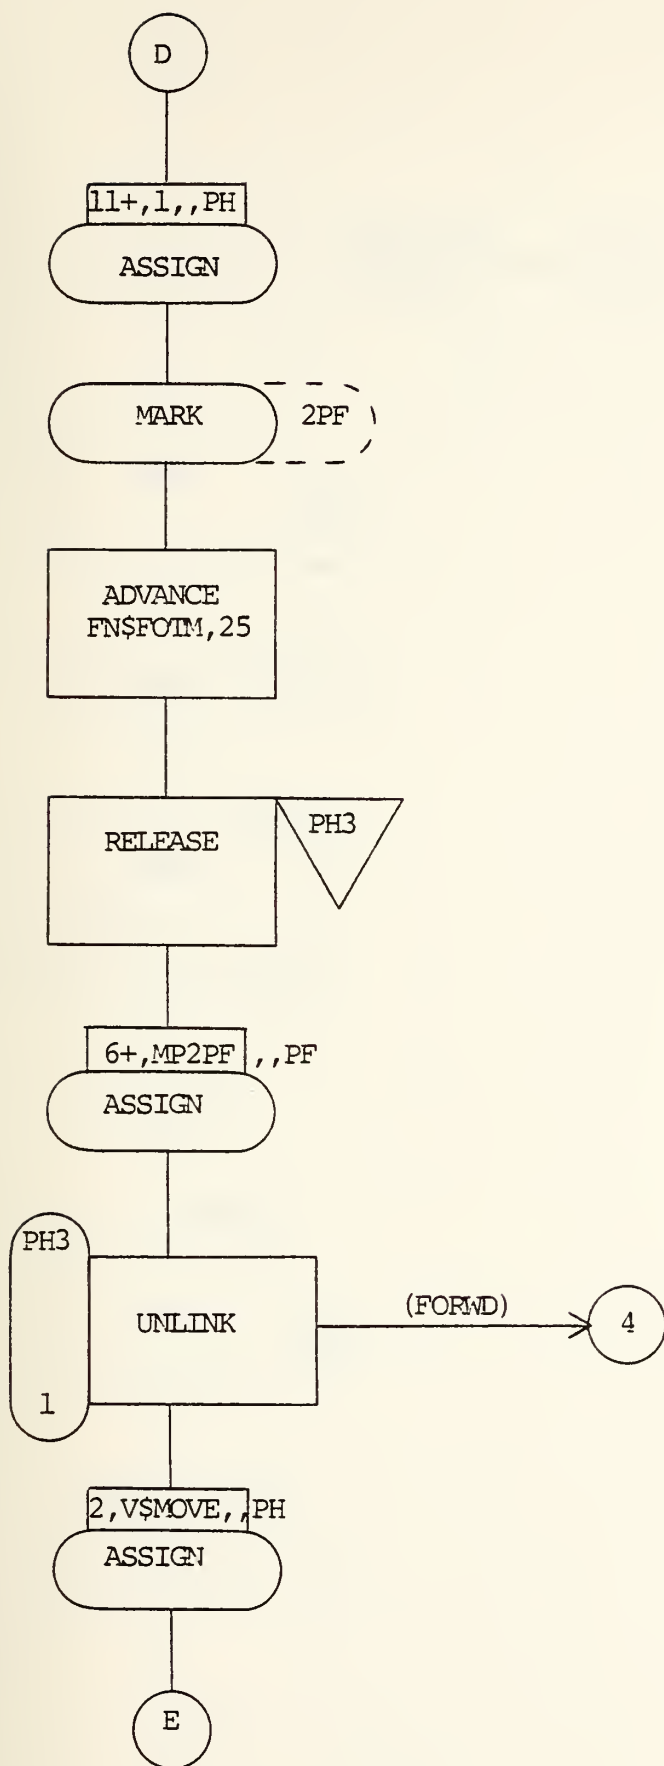 D
11+,1,,PH
ASSIGN
MARK 2PF
ADVANCE
FN$FOTM,25
RELEASE PH3
6+,MP2PF,,PF
ASSIGN
PH3
UNLINK (FORWD) 4
1
2,V$MOVE,,PH
ASSIGN
E